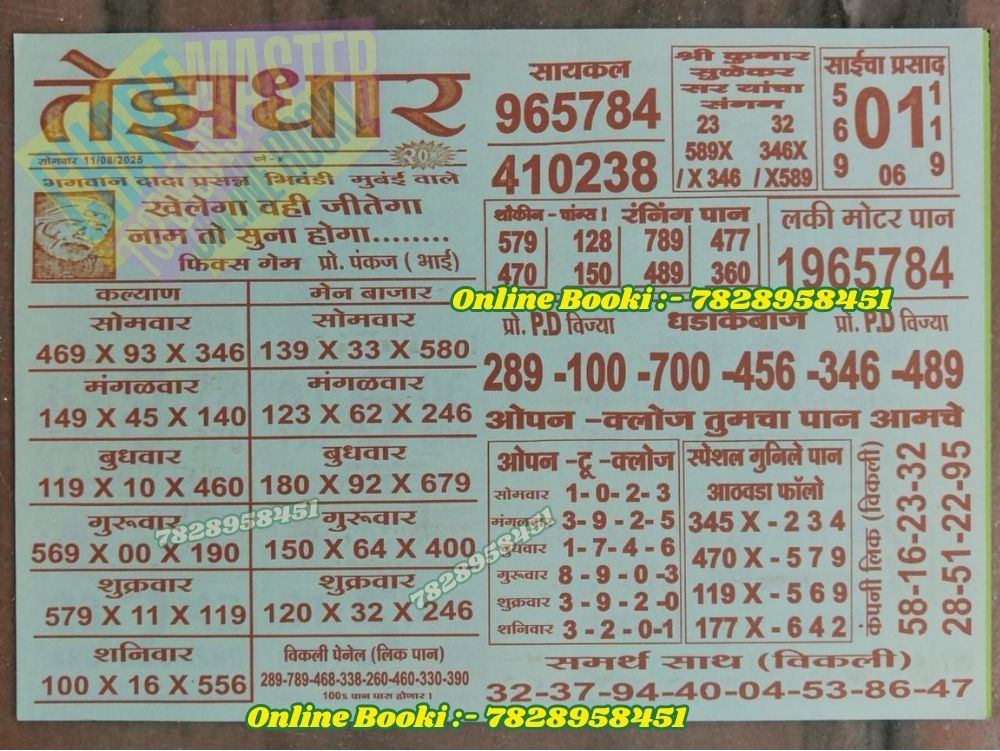 तेझधार
सोमवार 11/08/2025 पाने - ४
भगवान दादा प्रसन्न भिवंडी मुबंई वाले
खेलेगा वही जीतेगा
नाम तो सुना होगा........
फिक्स गेम प्रो. पंकज ( भाई)
कल्याण
सोमवार
469 X 93 X 346
मंगळवार
149 X 45 X 140
बुधवार
119 X 10 X 460
गुरूवार
569 X 00 X 190
शुक्रवार
579 X 11 X 119
शनिवार
100 X 16 X 556
मेन बाजार
सोमवार
139 X 33 X 580
मंगळवार
123 X 62 X 246
बुधवार
180 X 92 X 679
गुरूवार
150 X 64 X 400
शुक्रवार
120 X 32 X 246
विकली पेनेल (लिक पान)
289-789-468-338-260-460-330-390
100% पान पास होणार !
सायकल
965784
410238
श्री कुमार
सुळेकर
सर यांचा
संगम
23 32
589X 346X
/ X 346 / X589
साईचा प्रसाद
5 1
6 01 1
9 06 9
थौकीन - चांन्स ! रंनिंग पान
579 128 789 477
470 150 489 360
लकी मोटर पान
1965784
Online Booki :- 7828958451
प्रो. P.D विज्या धडाकेबाज प्रो. P.D विज्या
289 -100 -700 -456 -346 -489
ओपन -क्लोज तुमचा पान आमचे
ओपन -टू -क्लोज
सोमवार 1 - 0 - 2 - 3
मंगळवार 3 - 9 - 2 - 5
बुधवार 1 - 7 - 4 - 6
गुरूवार 8 - 9 - 0 - 3
शुक्रवार 3 - 9 - 2 - 0
शनिवार 3 - 2 - 0 - 1
स्पेशल गुनिले पान
आठवडा फॉलो
345 X - 2 3 4
470 X - 5 7 9
119 X - 5 6 9
177 X - 6 4 2
कंपनी लिक (विकली)
58-16-23-32
28-51-22-95
समर्थ साथ (विकली)
32-37-94-40-04-53-86-47
7828958451
7828958451
Online Booki :- 7828958451